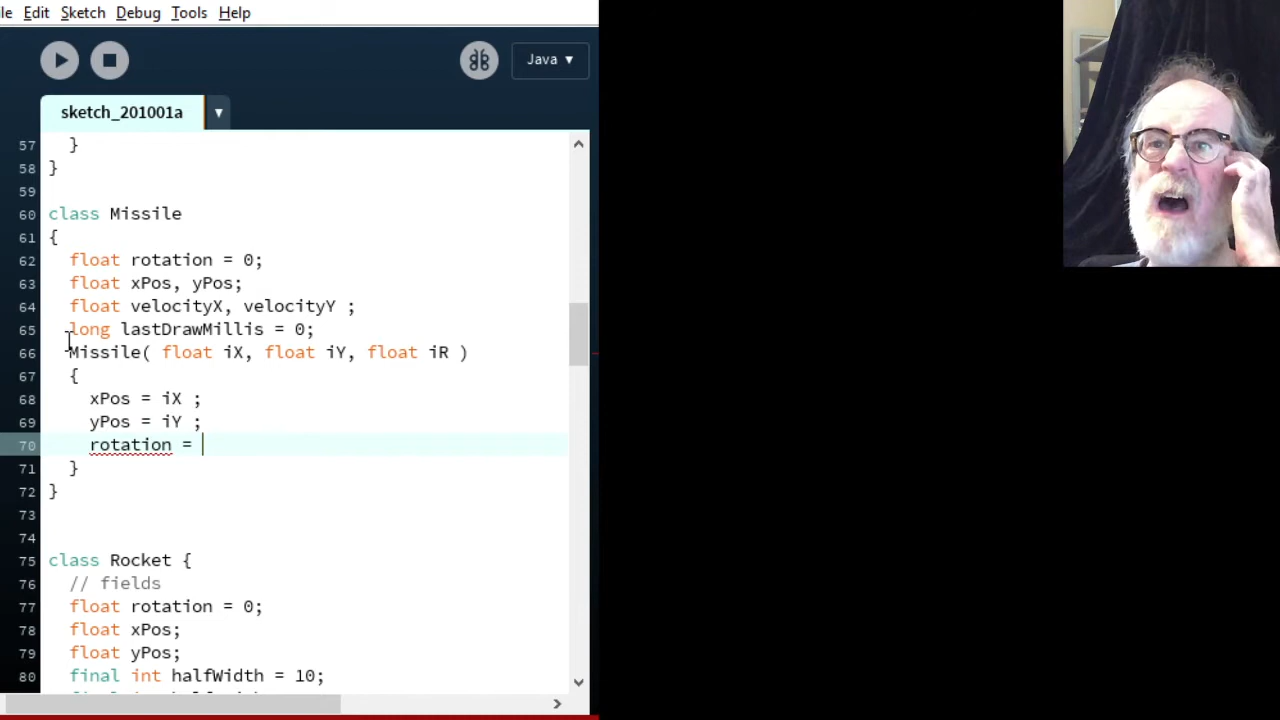 le Edit Sketch Debug Tools Help
Java ▼
sketch_201001a ▼
57 }
58 }
59
60 class Missile
61 {
62 float rotation = 0;
63 float xPos, yPos;
64 float velocityX, velocityY ;
65 long lastDrawMillis = 0;
66 Missile( float iX, float iY, float iR )
67 {
68 xPos = iX ;
69 yPos = iY ;
70 rotation =
71 }
72 }
73
74
75 class Rocket {
76 // fields
77 float rotation = 0;
78 float xPos;
79 float yPos;
80 final int halfWidth = 10;